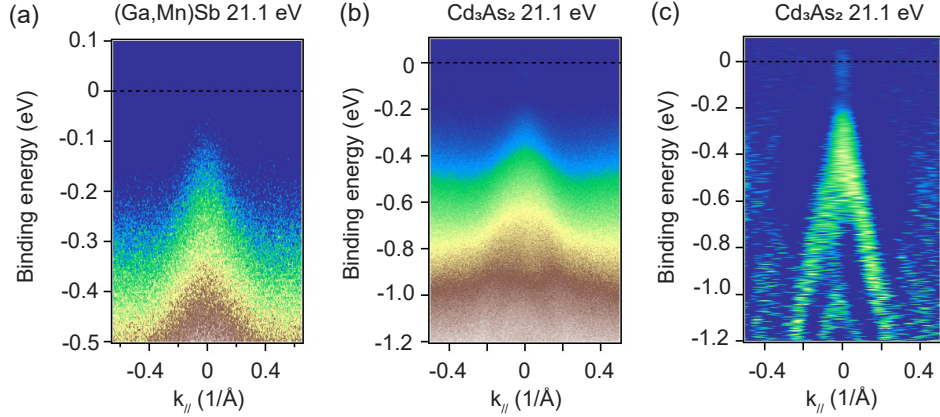 (a) (Ga,Mn)Sb 21.1 eV
0.1
0
-0.1
-0.2
-0.3
-0.4
-0.5
Binding energy (eV)
-0.4 0 0.4
k// (1/Å)
(b) Cd₃As₂ 21.1 eV
0
-0.2
-0.4
-0.6
-0.8
-1.0
-1.2
Binding energy (eV)
-0.4 0 0.4
k// (1/Å)
(c) Cd₃As₂ 21.1 eV
0
-0.2
-0.4
-0.6
-0.8
-1.0
-1.2
Binding energy (eV)
-0.4 0 0.4
k// (1/Å)